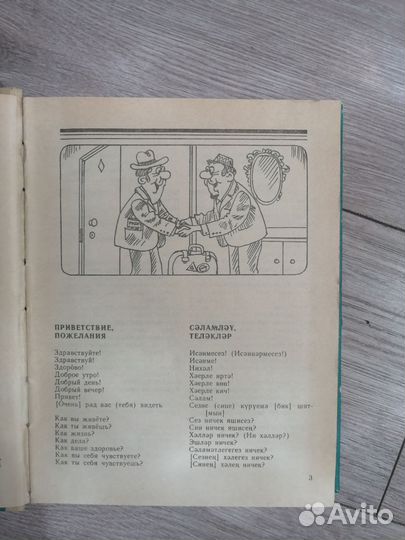 ПРИВЕТСТВИЕ,
ПОЖЕЛАНИЯ
Здравствуйте!
Здравствуй!
Здорово!
Доброе утро!
Добрый день!
Добрый вечер!
Привет!
[Очень] рад вас (тебя) видеть
Как вы живёте?
Как ты живёшь?
Как жизнь?
Как дела?
Как ваше здоровье?
Как вы себя чувствуете?
Как ты себя чувствуешь?
СӘЛАМЛӘҮ,
ТЕЛӘКЛӘР
Исәнмесез! (Исәннәрмесез!)
Исәнме!
Нихәл!
Хәерле иртә!
Хәерле көн!
Хәерле кич!
Сәлам!
Сезне (сине) күрүемә [бик] шат-
[мын]
Сез ничек яшисез?
Син ничек яшисең?
Хәлләр ничек? (Ни хәлләр?)
Эшләр ничек?
Сәламәтлегегез ничек?
[Сезнең] хәлегез ничек?
[Синең] хәлең ничек?
3
Avito